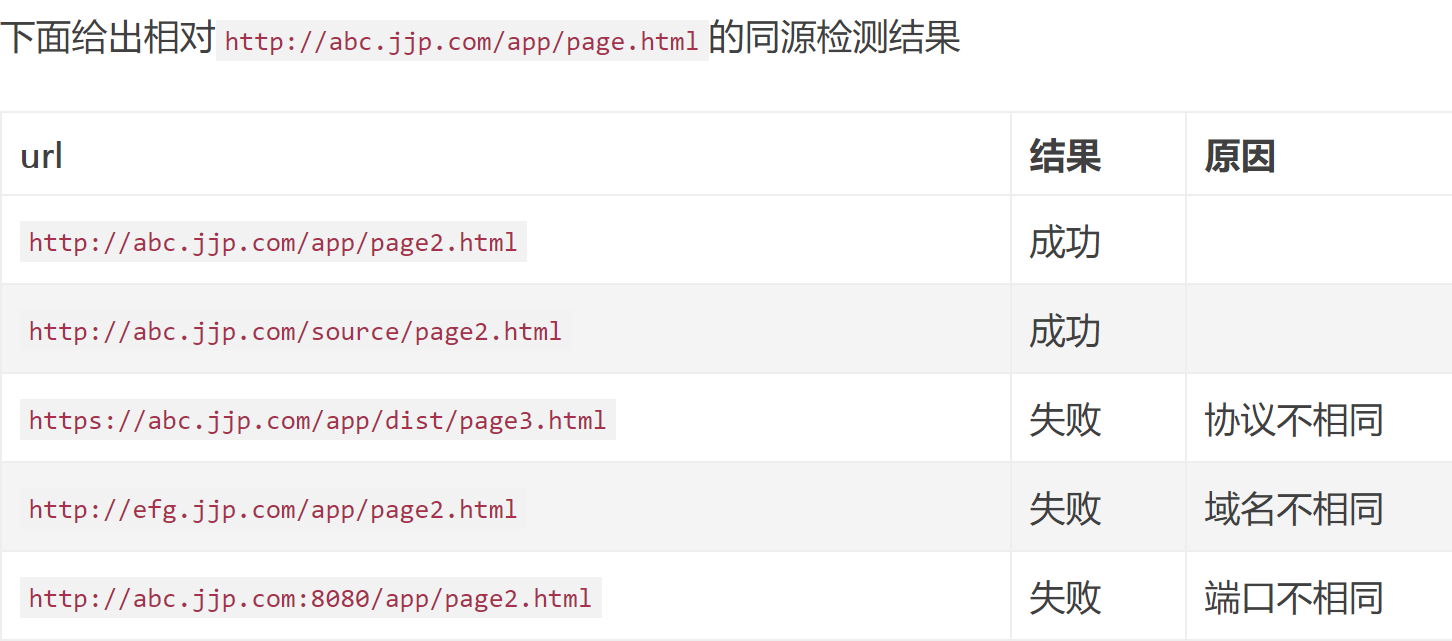 下面给出相对 http://abc.jjp.com/app/page.html 的同源检测结果
url 结果 原因
http://abc.jjp.com/app/page2.html 成功
http://abc.jjp.com/source/page2.html 成功
https://abc.jjp.com/app/dist/page3.html 失败 协议不相同
http://efg.jjp.com/app/page2.html 失败 域名不相同
http://abc.jjp.com:8080/app/page2.html 失败 端口不相同